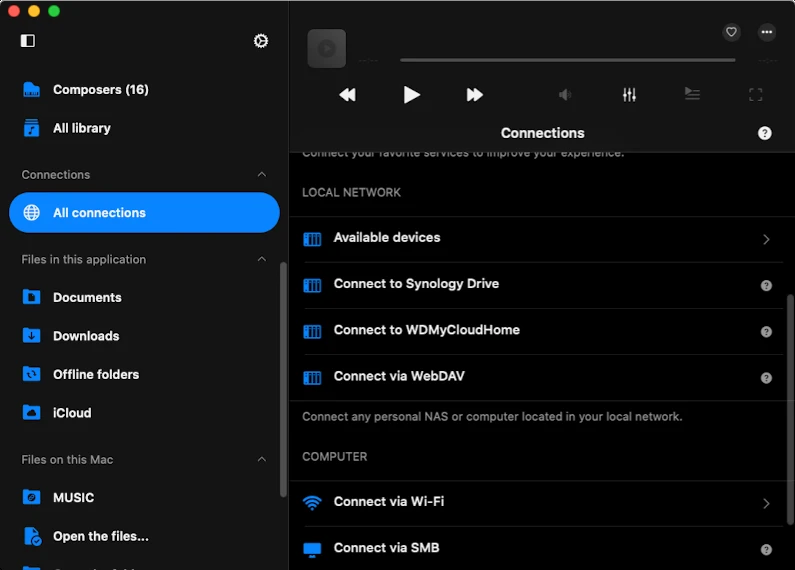 Composers (16)
All library
Connections
All connections
Files in this application
Documents
Downloads
Offline folders
iCloud
Files on this Mac
MUSIC
Open the files...
Connections
Connect your favorite services to improve your experience.
LOCAL NETWORK
Available devices
Connect to Synology Drive
Connect to WDMyCloudHome
Connect via WebDAV
Connect any personal NAS or computer located in your local network.
COMPUTER
Connect via Wi-Fi
Connect via SMB